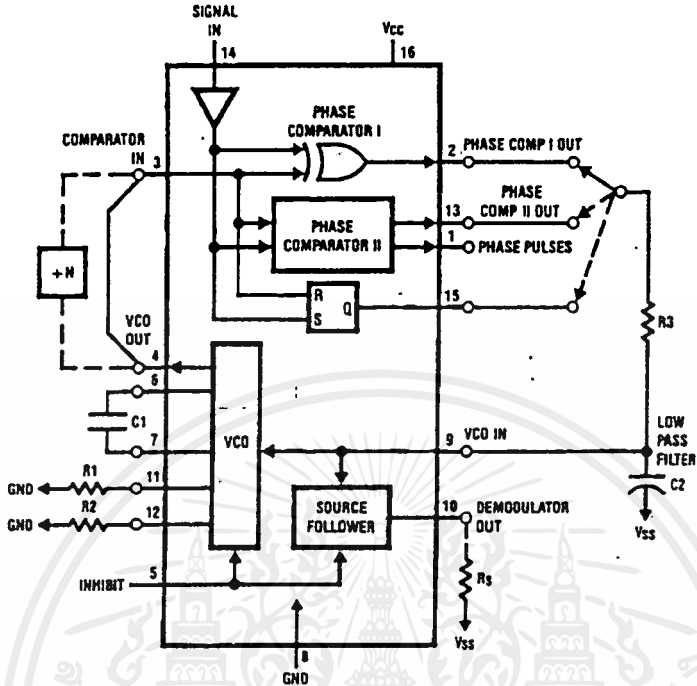 SIGNAL
IN
14
VCC
16
PHASE
COMPARATOR I
COMPARATOR
IN
3
2
PHASE COMP I OUT
PHASE
COMPARATOR II
13
PHASE
COMP II OUT
1
PHASE PULSES
+N
R
S
Q
15
R3
VCO
OUT
4
6
C1
7
VCO
9
VCO IN
LOW
PASS
FILTER
C2
VSS
R1
GND
11
R2
GND
12
SOURCE
FOLLOWER
10
DEMODULATOR
OUT
RS
VSS
INHIBIT
5
8
GND